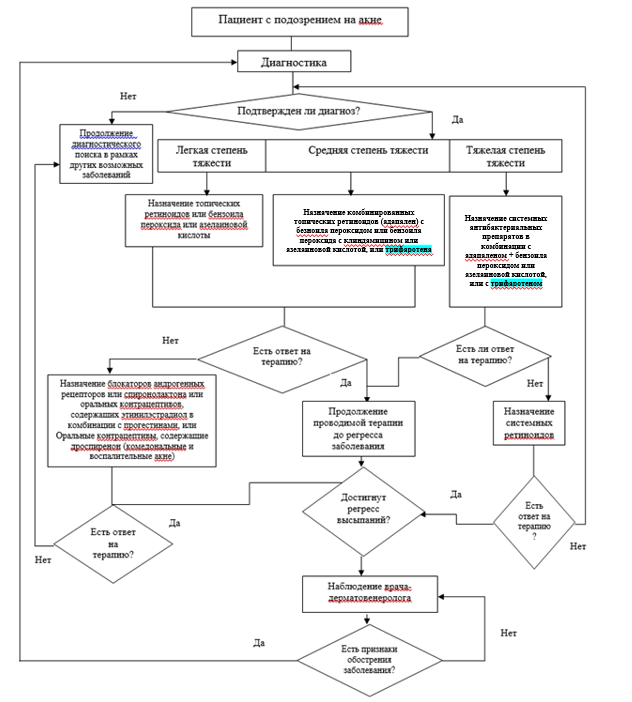 Пациент с подозрением на акне
Диагностика
Нет
Подтвержден ли диагноз?
Да
Продолжение
диагностического
поиска в рамках
других возможных
заболеваний
Легкая степень
тяжести
Средняя степень тяжести
Тяжелая степень
тяжести
Назначение топических
ретиноидов или бензоила
пероксида или азелаиновой
кислоты
Назначение комбинированных
топических ретиноидов (адапален) с
безноила пероксидом или бензоила
пероксида с клиндамицином или
азелаиновой кислотой, или трифаротена
Назначение системных
антибактериальных
препаратов в
комбинации с
адапаленом + бензоила
пероксидом или
азелаиновой кислотой,
или с трифаротеном
Нет
Есть ответ на
терапию?
Да
Есть ли ответ
на терапию?
Нет
Назначение блокаторов андрогенных
рецепторов или спиронолактона или
оральных контрацептивов,
содержащих этинилэстрадиол в
комбинации с прогестинами, или
Оральные контрацептивы, содержащие
дроспиренон (комедональные и
воспалительные акне)
Продолжение
проводимой терапии
до регресса
заболевания
Назначение
системных
ретиноидов
Достигнут
регресс
высыпаний?
Да
Есть
ответ на
терапию
?
Нет
Есть ответ
на
терапию?
Да
Нет
Наблюдение врача-
дерматовенеролога
Да
Есть признаки
обострения
заболевания?
Нет